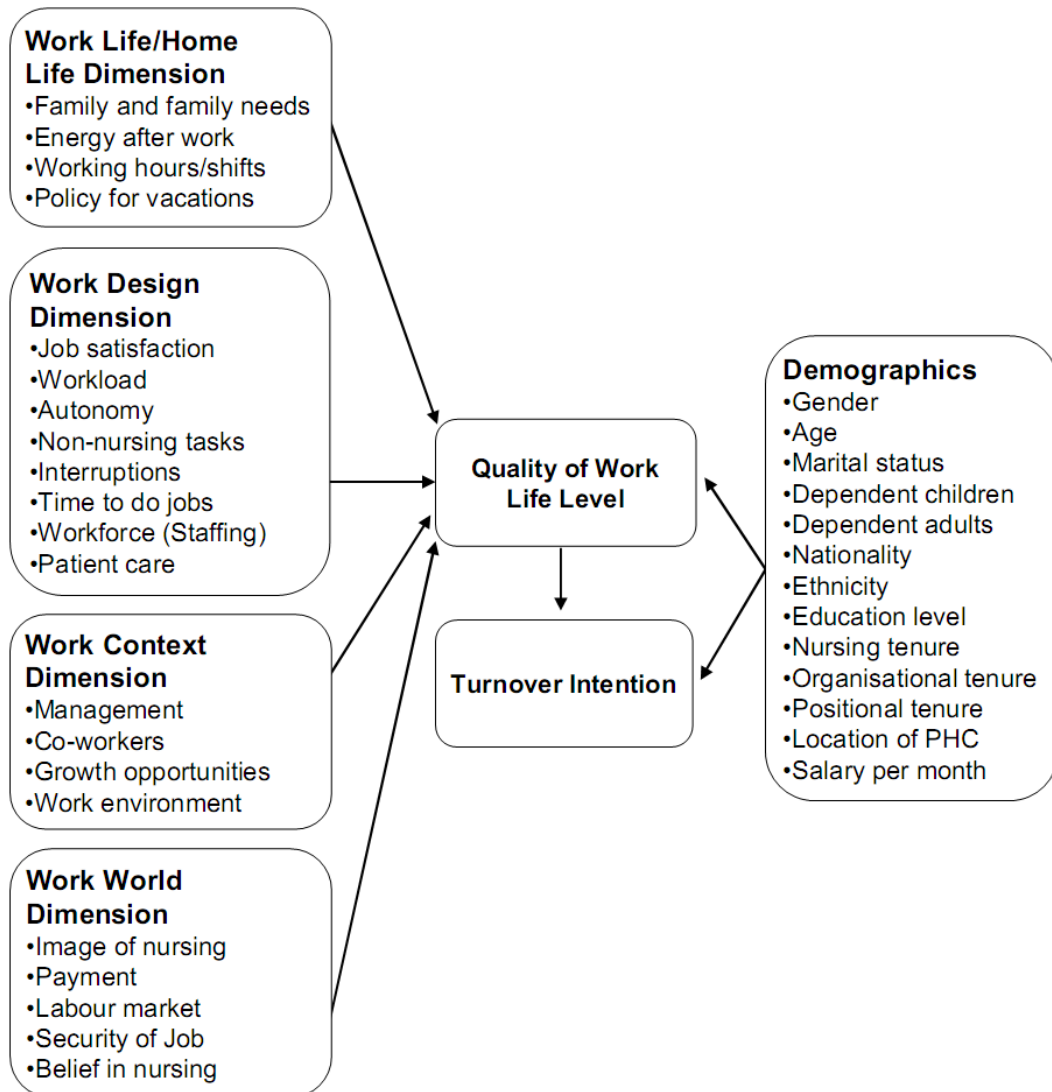 Work Life/Home
Life Dimension
•Family and family needs
•Energy after work
•Working hours/shifts
•Policy for vacations
Work Design
Dimension
•Job satisfaction
•Workload
•Autonomy
•Non-nursing tasks
•Interruptions
•Time to do jobs
•Workforce (Staffing)
•Patient care
Work Context
Dimension
•Management
•Co-workers
•Growth opportunities
•Work environment
Work World
Dimension
•Image of nursing
•Payment
•Labour market
•Security of Job
•Belief in nursing
Quality of Work
Life Level
Turnover Intention
Demographics
•Gender
•Age
•Marital status
•Dependent children
•Dependent adults
•Nationality
•Ethnicity
•Education level
•Nursing tenure
•Organisational tenure
•Positional tenure
•Location of PHC
•Salary per month